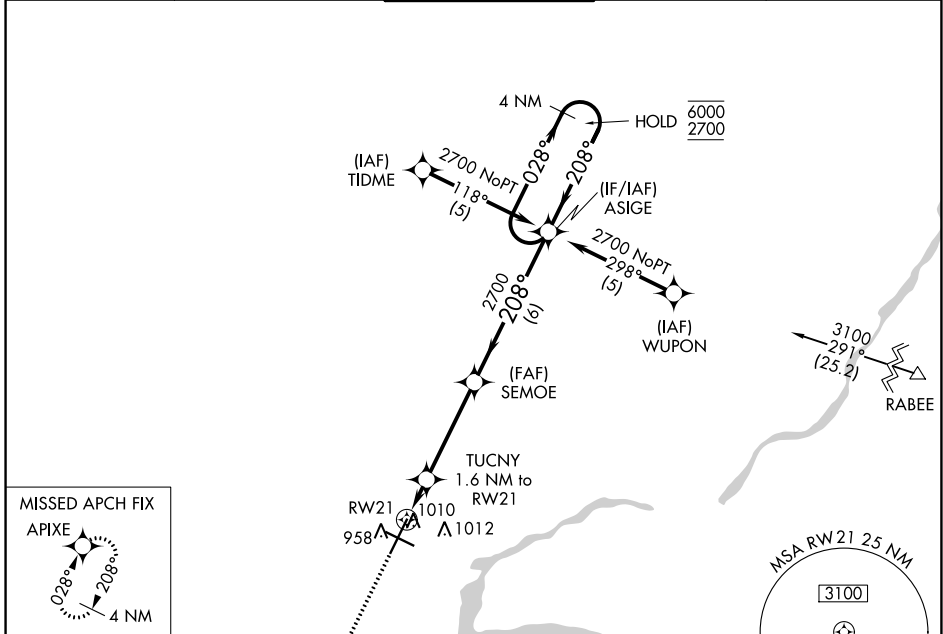 4 NM
HOLD
6000
2700
028°
208°
(IAF)
TIDME
2700 NoPT
118°
(5)
(IF/IAF)
ASIGE
2700 NoPT
298°
(5)
(IAF)
WUPON
2700
208°
(6)
3100
291°
(25.2)
RABEE
(FAF)
SEMOE
TUCNY
1.6 NM to
RW21
RW21
1010
958
1012
MISSED APCH FIX
APIXE
028°
208°
4 NM
MSA RW21 25 NM
3100